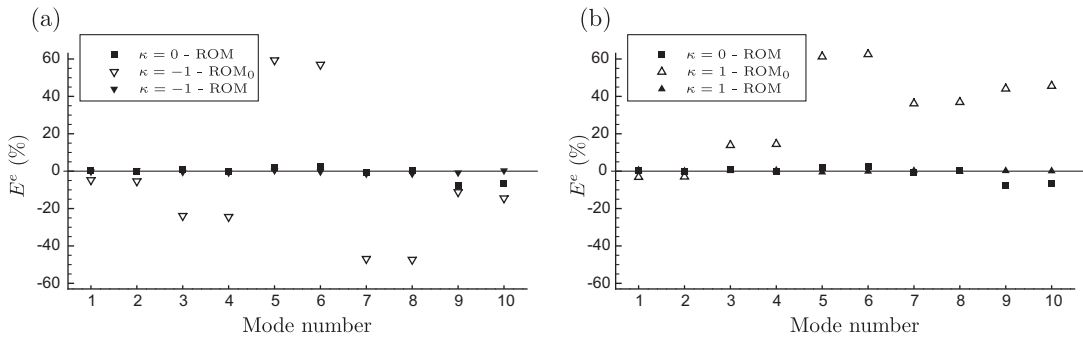 (a)
κ = 0 - ROM
κ = −1 - ROM₀
κ = −1 - ROM
60
40
20
0
-20
-40
-60
Eᵉ (%)
1 2 3 4 5 6 7 8 9 10
Mode number
(b)
κ = 0 - ROM
κ = 1 - ROM₀
κ = 1 - ROM
60
40
20
0
-20
-40
-60
Eᵉ (%)
1 2 3 4 5 6 7 8 9 10
Mode number